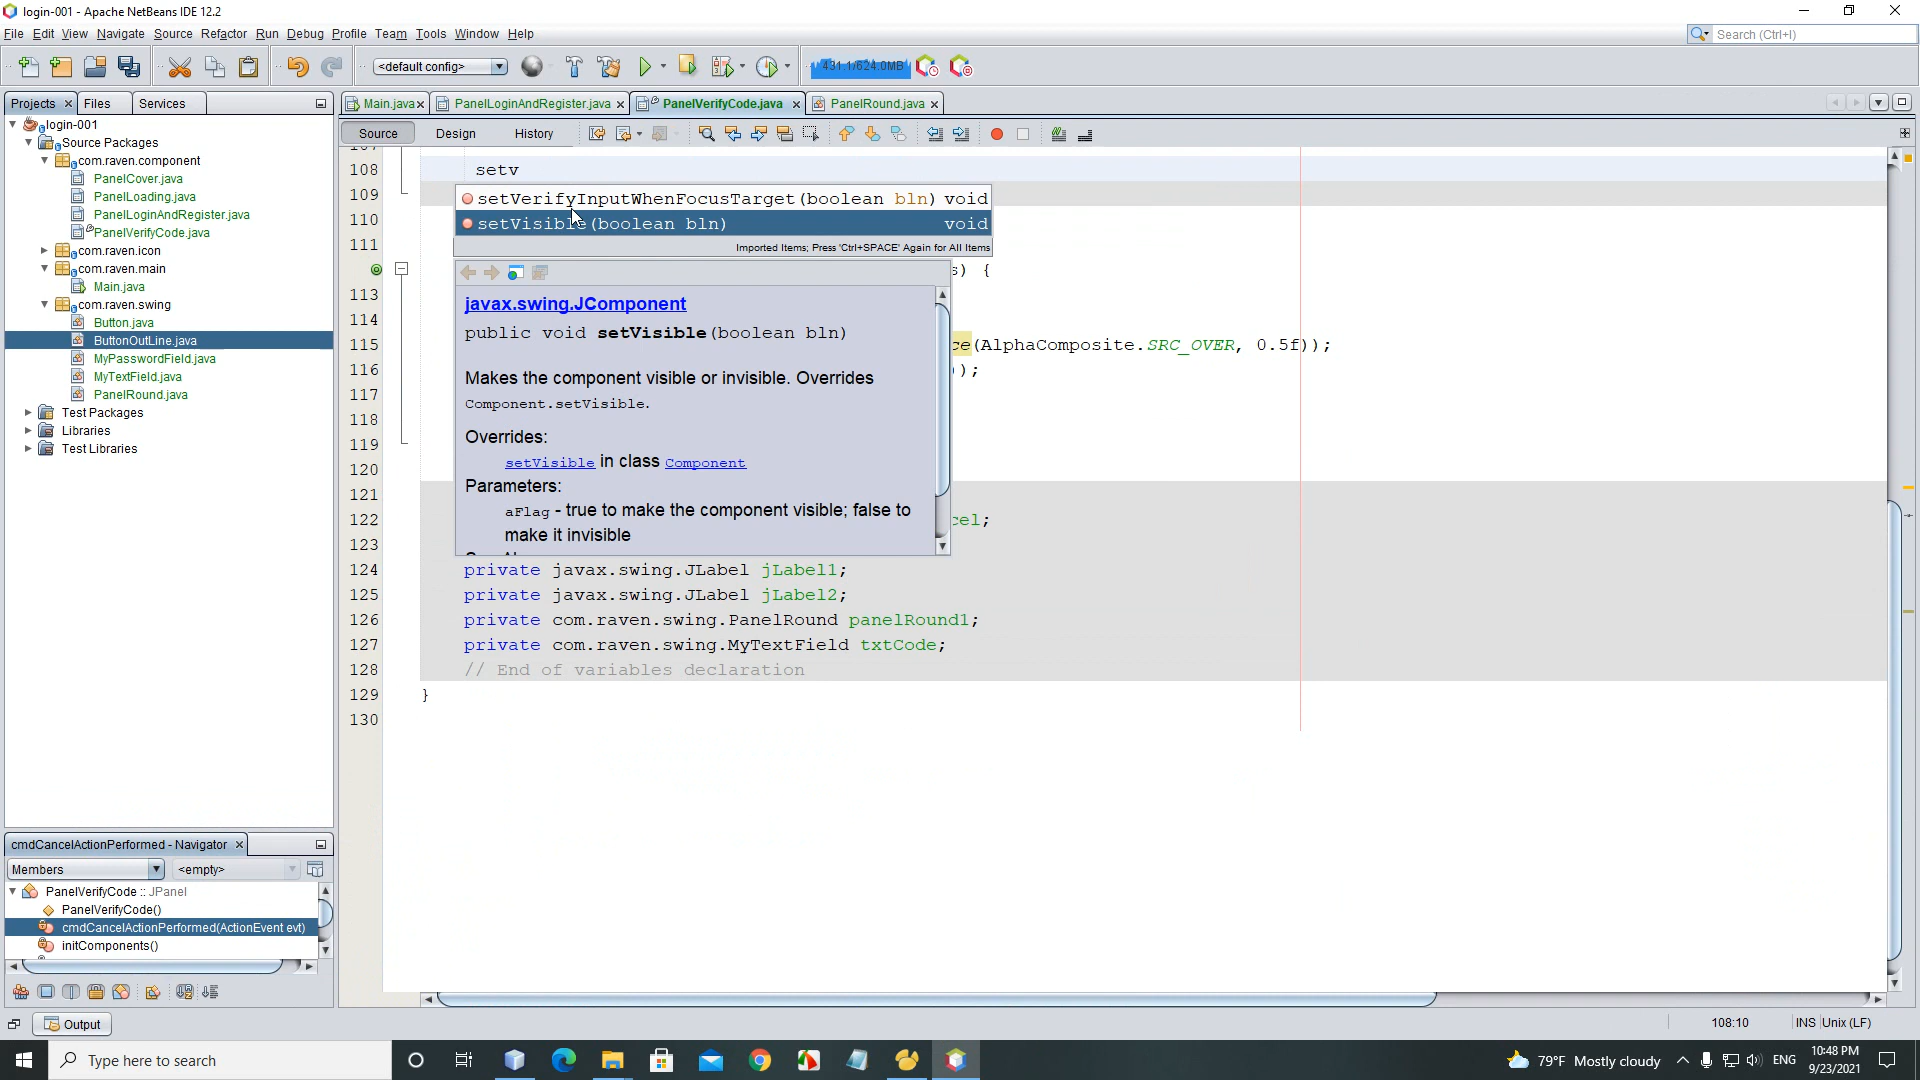 login-001 - Apache NetBeans IDE 12.2
File Edit View Navigate Source Refactor Run Debug Profile Team Tools Window Help
Search (Ctrl+I)
<default config>
431.1/624.0MB
Projects Files Services
Main.java PanelLoginAndRegister.java PanelVerifyCode.java PanelRound.java
Source Design History
login-001
Source Packages
com.raven.component
PanelCover.java
PanelLoading.java
PanelLoginAndRegister.java
PanelVerifyCode.java
com.raven.icon
com.raven.main
Main.java
com.raven.swing
Button.java
ButtonOutLine.java
MyPasswordField.java
MyTextField.java
PanelRound.java
Test Packages
Libraries
Test Libraries
108 setv
109
110
111
s) {
113
114
115 ce(AlphaComposite.SRC_OVER, 0.5f));
116 ));
117
118
119
120
121
122 cel;
123
124 private javax.swing.JLabel jLabel1;
125 private javax.swing.JLabel jLabel2;
126 private com.raven.swing.PanelRound panelRound1;
127 private com.raven.swing.MyTextField txtCode;
128 // End of variables declaration
129 }
130
setVerifyInputWhenFocusTarget(boolean bln) void
setVisible(boolean bln) void
Imported Items; Press 'Ctrl+SPACE' Again for All Items
javax.swing.JComponent
public void setVisible(boolean bln)
Makes the component visible or invisible. Overrides
Component.setVisible.
Overrides:
setVisible in class Component
Parameters:
aFlag - true to make the component visible; false to
make it invisible
cmdCancelActionPerformed - Navigator
Members <empty>
PanelVerifyCode :: JPanel
PanelVerifyCode()
cmdCancelActionPerformed(ActionEvent evt)
initComponents()
Output
108:10 INS Unix (LF)
Type here to search
79°F Mostly cloudy ENG
10:48 PM
9/23/2021